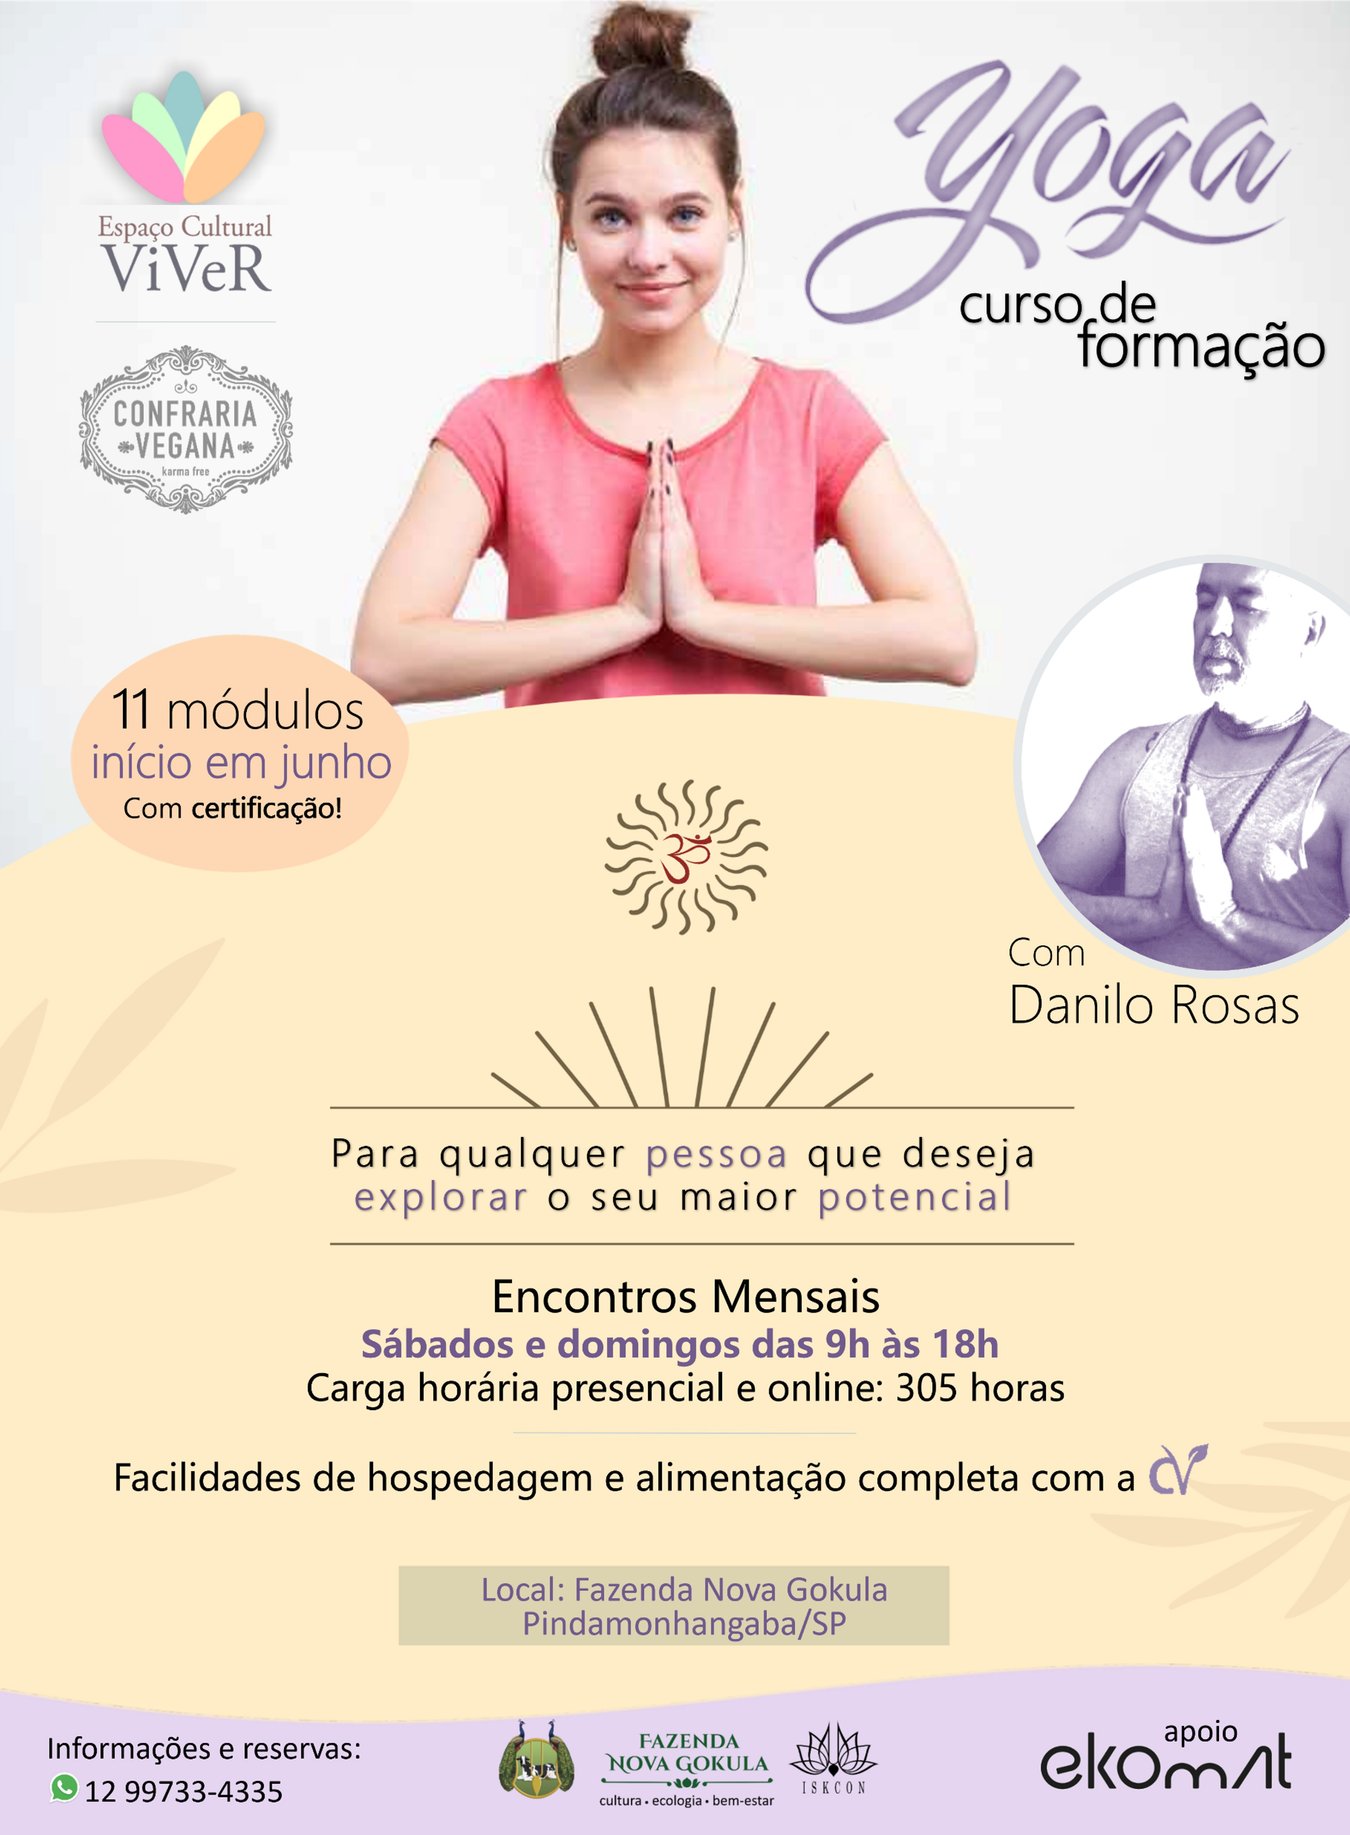 Espaço Cultural
ViVeR
CONFRARIA
VEGANA
karma free
Yoga
curso de
formação
11 módulos
início em junho
Com certificação!
ॐ
Com
Danilo Rosas
Para qualquer pessoa que deseja
explorar o seu maior potencial
Encontros Mensais
Sábados e domingos das 9h às 18h
Carga horária presencial e online: 305 horas
Facilidades de hospedagem e alimentação completa com a CV
Local: Fazenda Nova Gokula
Pindamonhangaba/SP
Informações e reservas:
12 99733-4335
FAZENDA
NOVA GOKULA
cultura • ecologia • bem-estar
ISKCON
apoio
ekomat